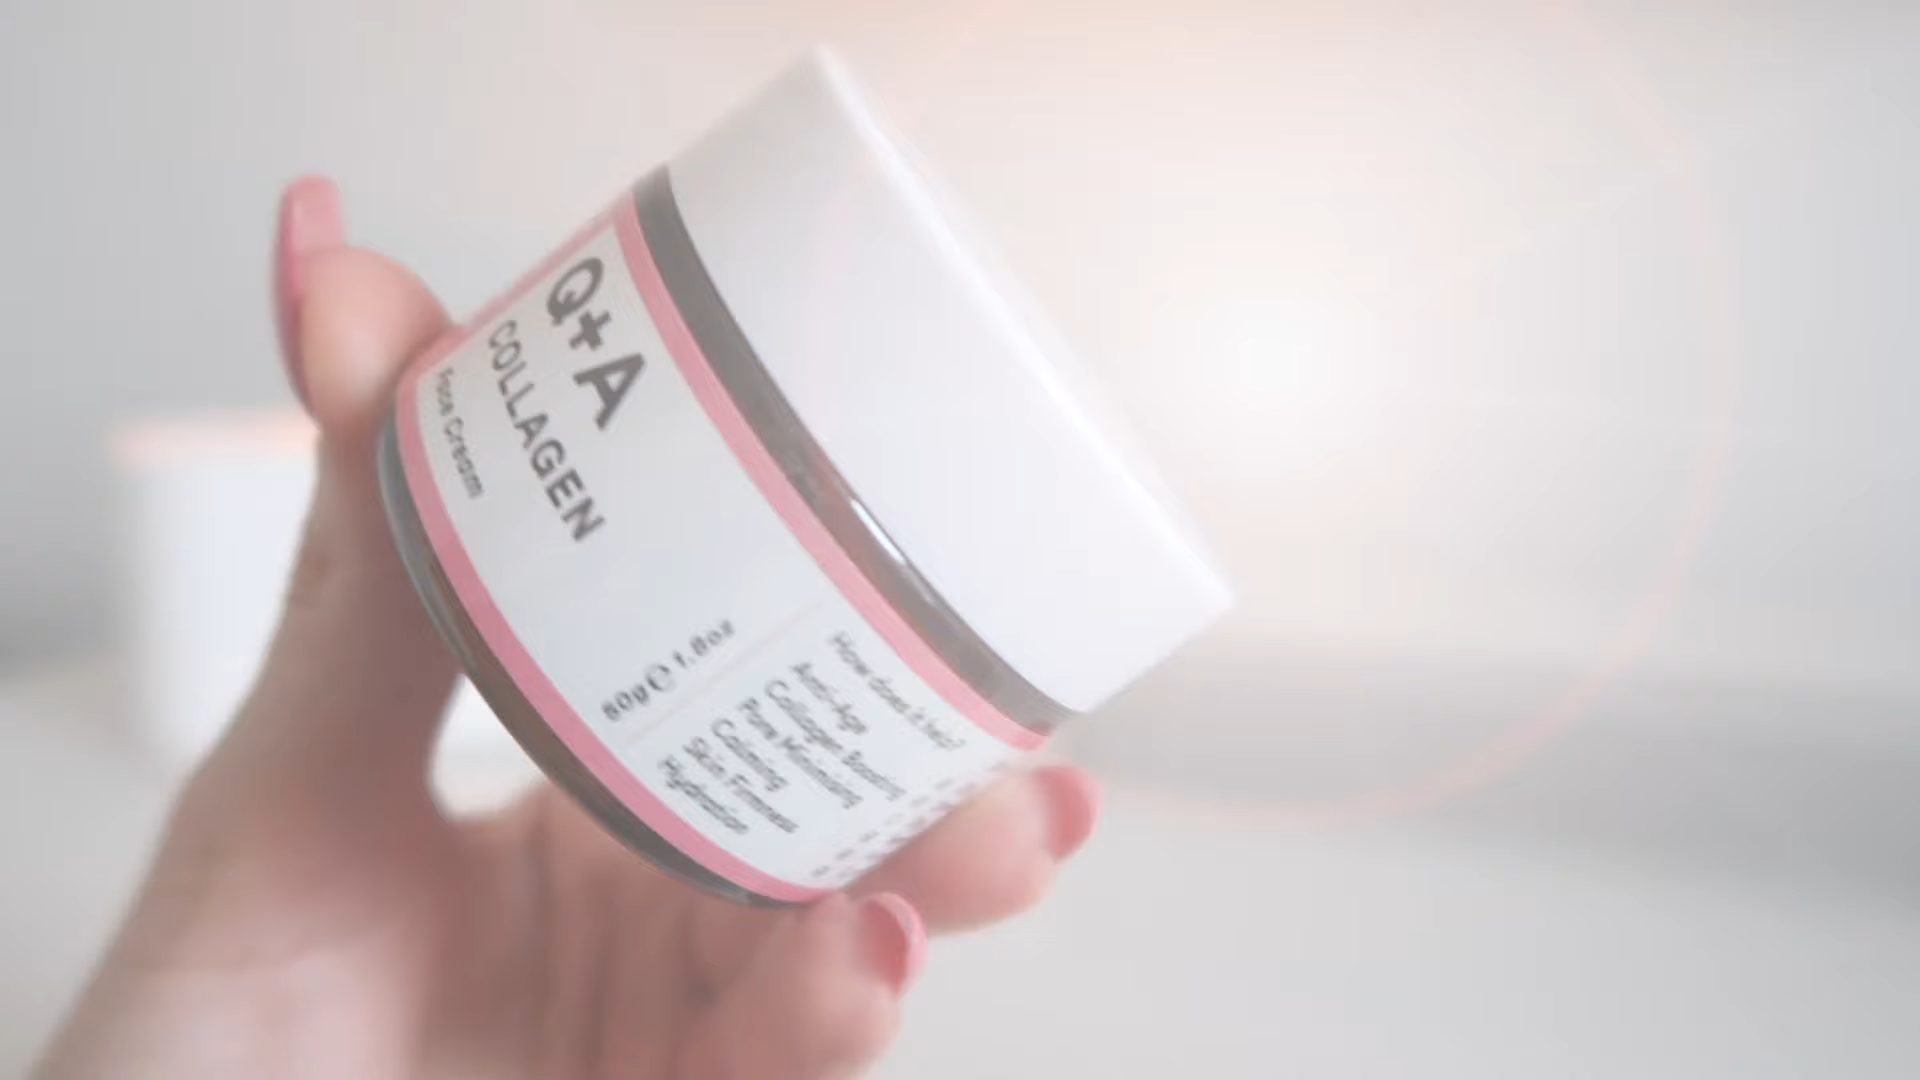 Q+A
COLLAGEN
Face Cream
60g℮ 1.8oz
How does it help?
Anti-Age
Collagen Boosting
Pore Minimising
Calming
Skin Firmness
Hydration